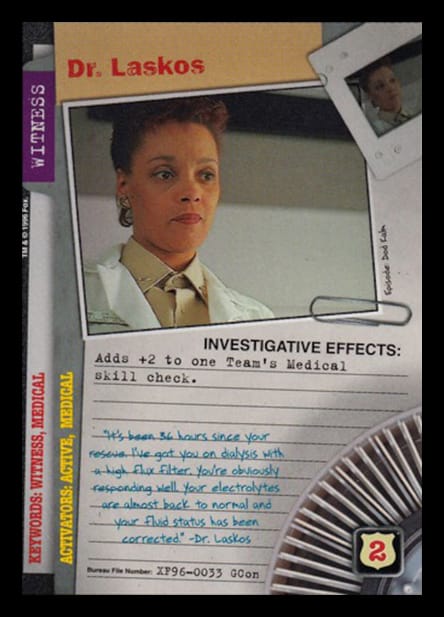 Dr. Laskos
WITNESS
TM & © 1996 Fox.
Episode: Dod Kalm
INVESTIGATIVE EFFECTS:
Adds +2 to one Team's Medical
skill check.
KEYWORDS: WITNESS, MEDICAL
ACTIVATORS: ACTIVE, MEDICAL
"It's been 36 hours since your
rescue. I've got you on dialysis with
a high flux filter. You're obviously
responding well. Your electrolytes
are almost back to normal and
your fluid status has been
corrected." -Dr. Laskos
2
Bureau File Number: XF96-0033 GCon